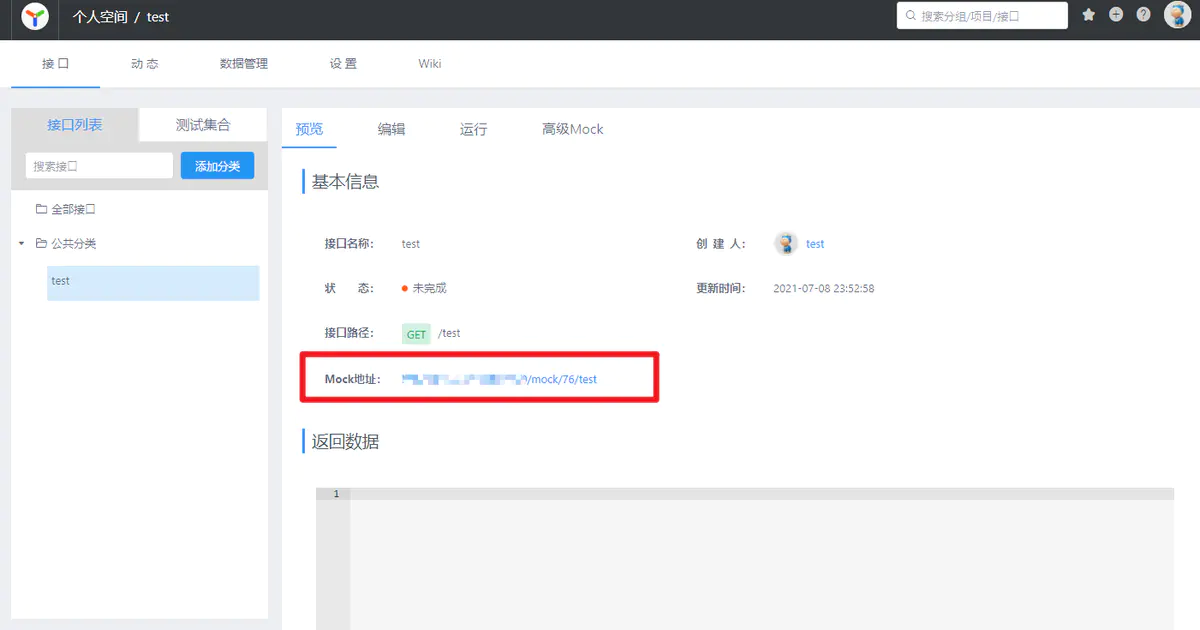 个人空间 / test
搜索分组/项目/接口
接 口
动 态
数据管理
设 置
Wiki
接口列表
测试集合
搜索接口
添加分类
全部接口
公共分类
test
预览
编辑
运行
高级Mock
基本信息
接口名称: test
创 建 人: test
状 态: 未完成
更新时间: 2021-07-08 23:52:58
接口路径: GET /test
Mock地址: /mock/76/test
返回数据
1